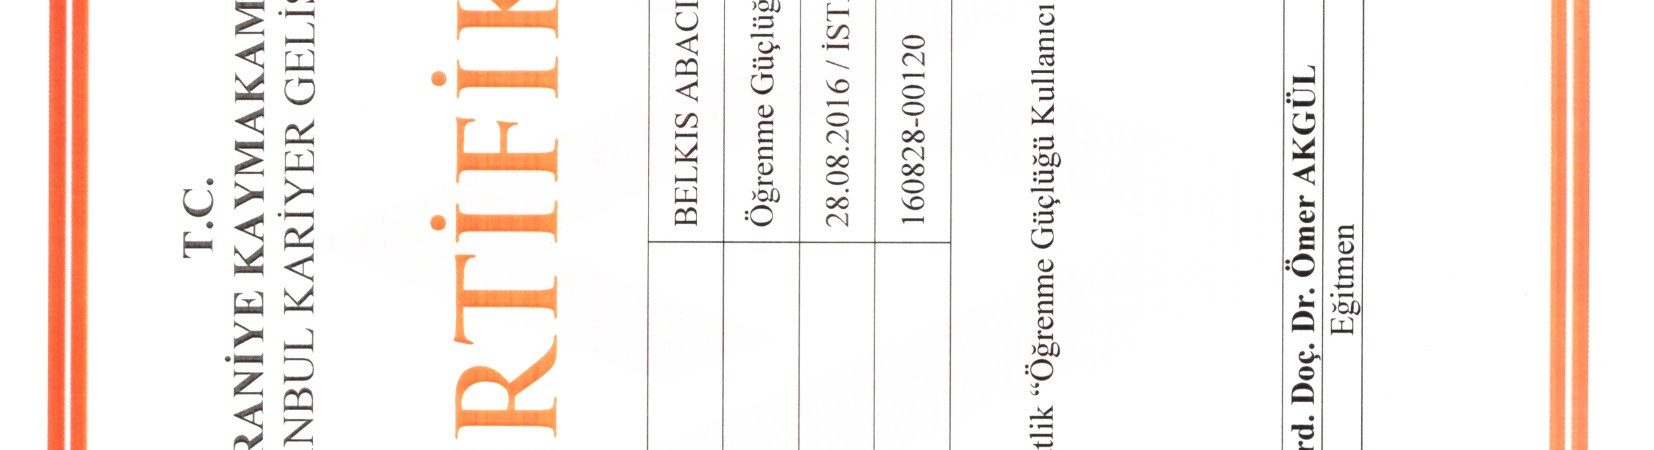 T.C.
RANİYE KAYMAKAM
NBUL KARİYER GELİŞ
RTİFİK
BELKIS ABACI
Öğrenme Güçlüğ
28.08.2016 / İST
160828-00120
tlik “Öğrenme Güçlüğü Kullanıcı
rd. Doç. Dr. Ömer AKGÜL
Eğitmen